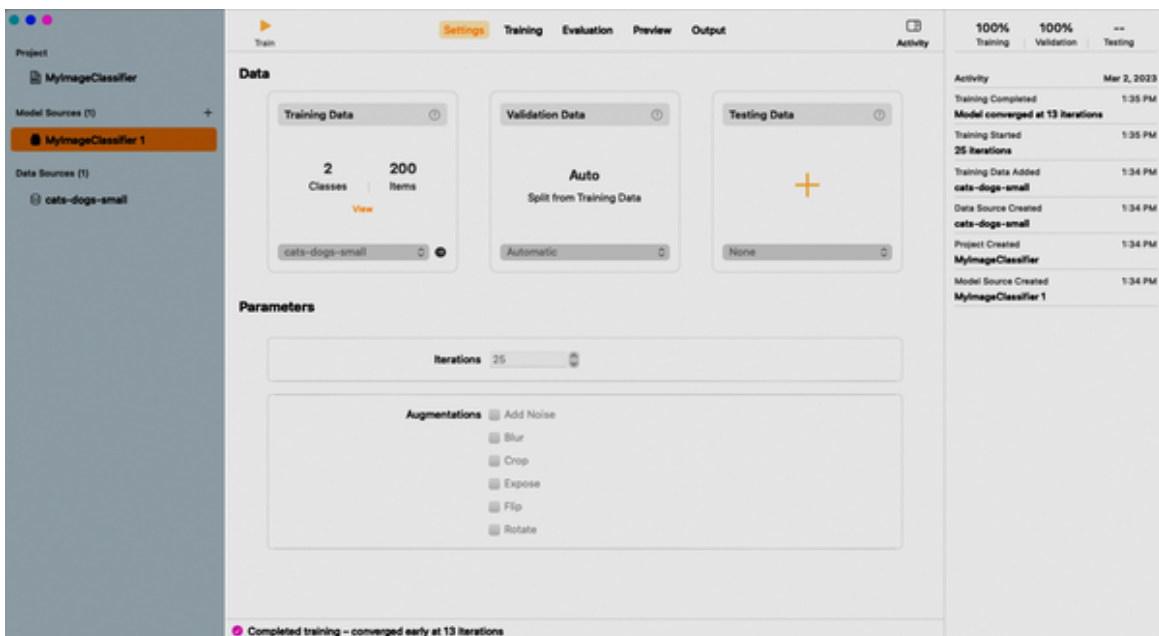 Project
MyImageClassifier
Model Sources (1) +
MyImageClassifier 1
Data Sources (1)
cats-dogs-small
Train
Settings Training Evaluation Preview Output
Activity
Data
Training Data
2 200
Classes Items
View
cats-dogs-small
Validation Data
Auto
Split from Training Data
Automatic
Testing Data
None
Parameters
Iterations 25
Augmentations Add Noise
Blur
Crop
Expose
Flip
Rotate
Completed training – converged early at 13 iterations
100% 100% --
Training Validation Testing
Activity Mar 2, 2023
Training Completed 1:35 PM
Model converged at 13 iterations
Training Started 1:35 PM
25 iterations
Training Data Added 1:34 PM
cats-dogs-small
Data Source Created 1:34 PM
cats-dogs-small
Project Created 1:34 PM
MyImageClassifier
Model Source Created 1:34 PM
MyImageClassifier 1